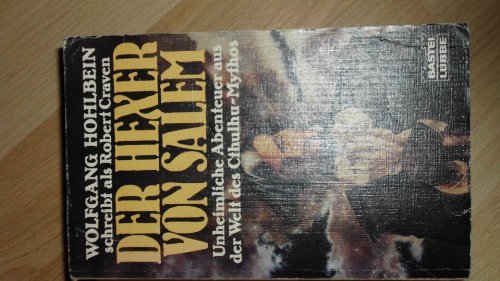 WOLFGANG HOHLBEIN
schreibt als Robert Craven
DER HEXER
VON SALEM
Unheimliche Abenteuer aus
der Welt des Cthulhu-Mythos
BASTEI
LÜBBE